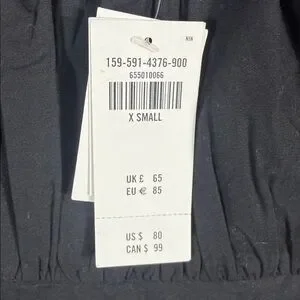 159-591-4376-900
655010066
X SMALL
UK £ 65
EU € 85
US $ 80
CAN $ 99